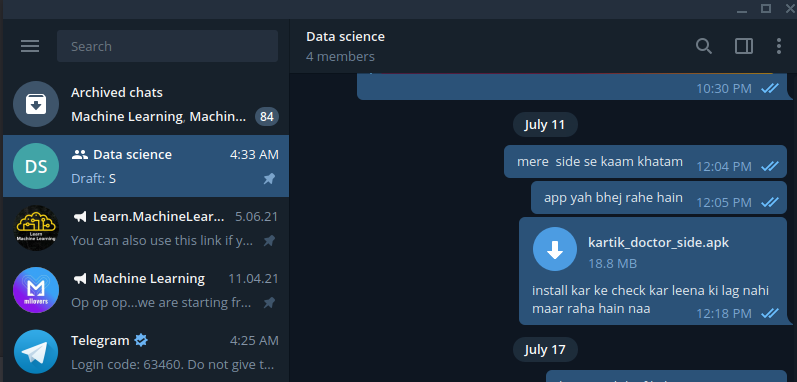 Search
Archived chats
Machine Learning, Machin... 84
DS
Data science 4:33 AM
Draft: S
Learn
Machine Learning
Learn.MachineLear... 5.06.21
You can also use this link if y...
M
mllovers
Machine Learning 11.04.21
Op op op...we are starting fr...
Telegram 4:25 AM
Login code: 63460. Do not give t...
Data science
4 members
10:30 PM
July 11
mere side se kaam khatam 12:04 PM
app yah bhej rahe hain 12:05 PM
kartik_doctor_side.apk
18.8 MB
install kar ke check kar leena ki lag nahi
maar raha hain naa 12:18 PM
July 17